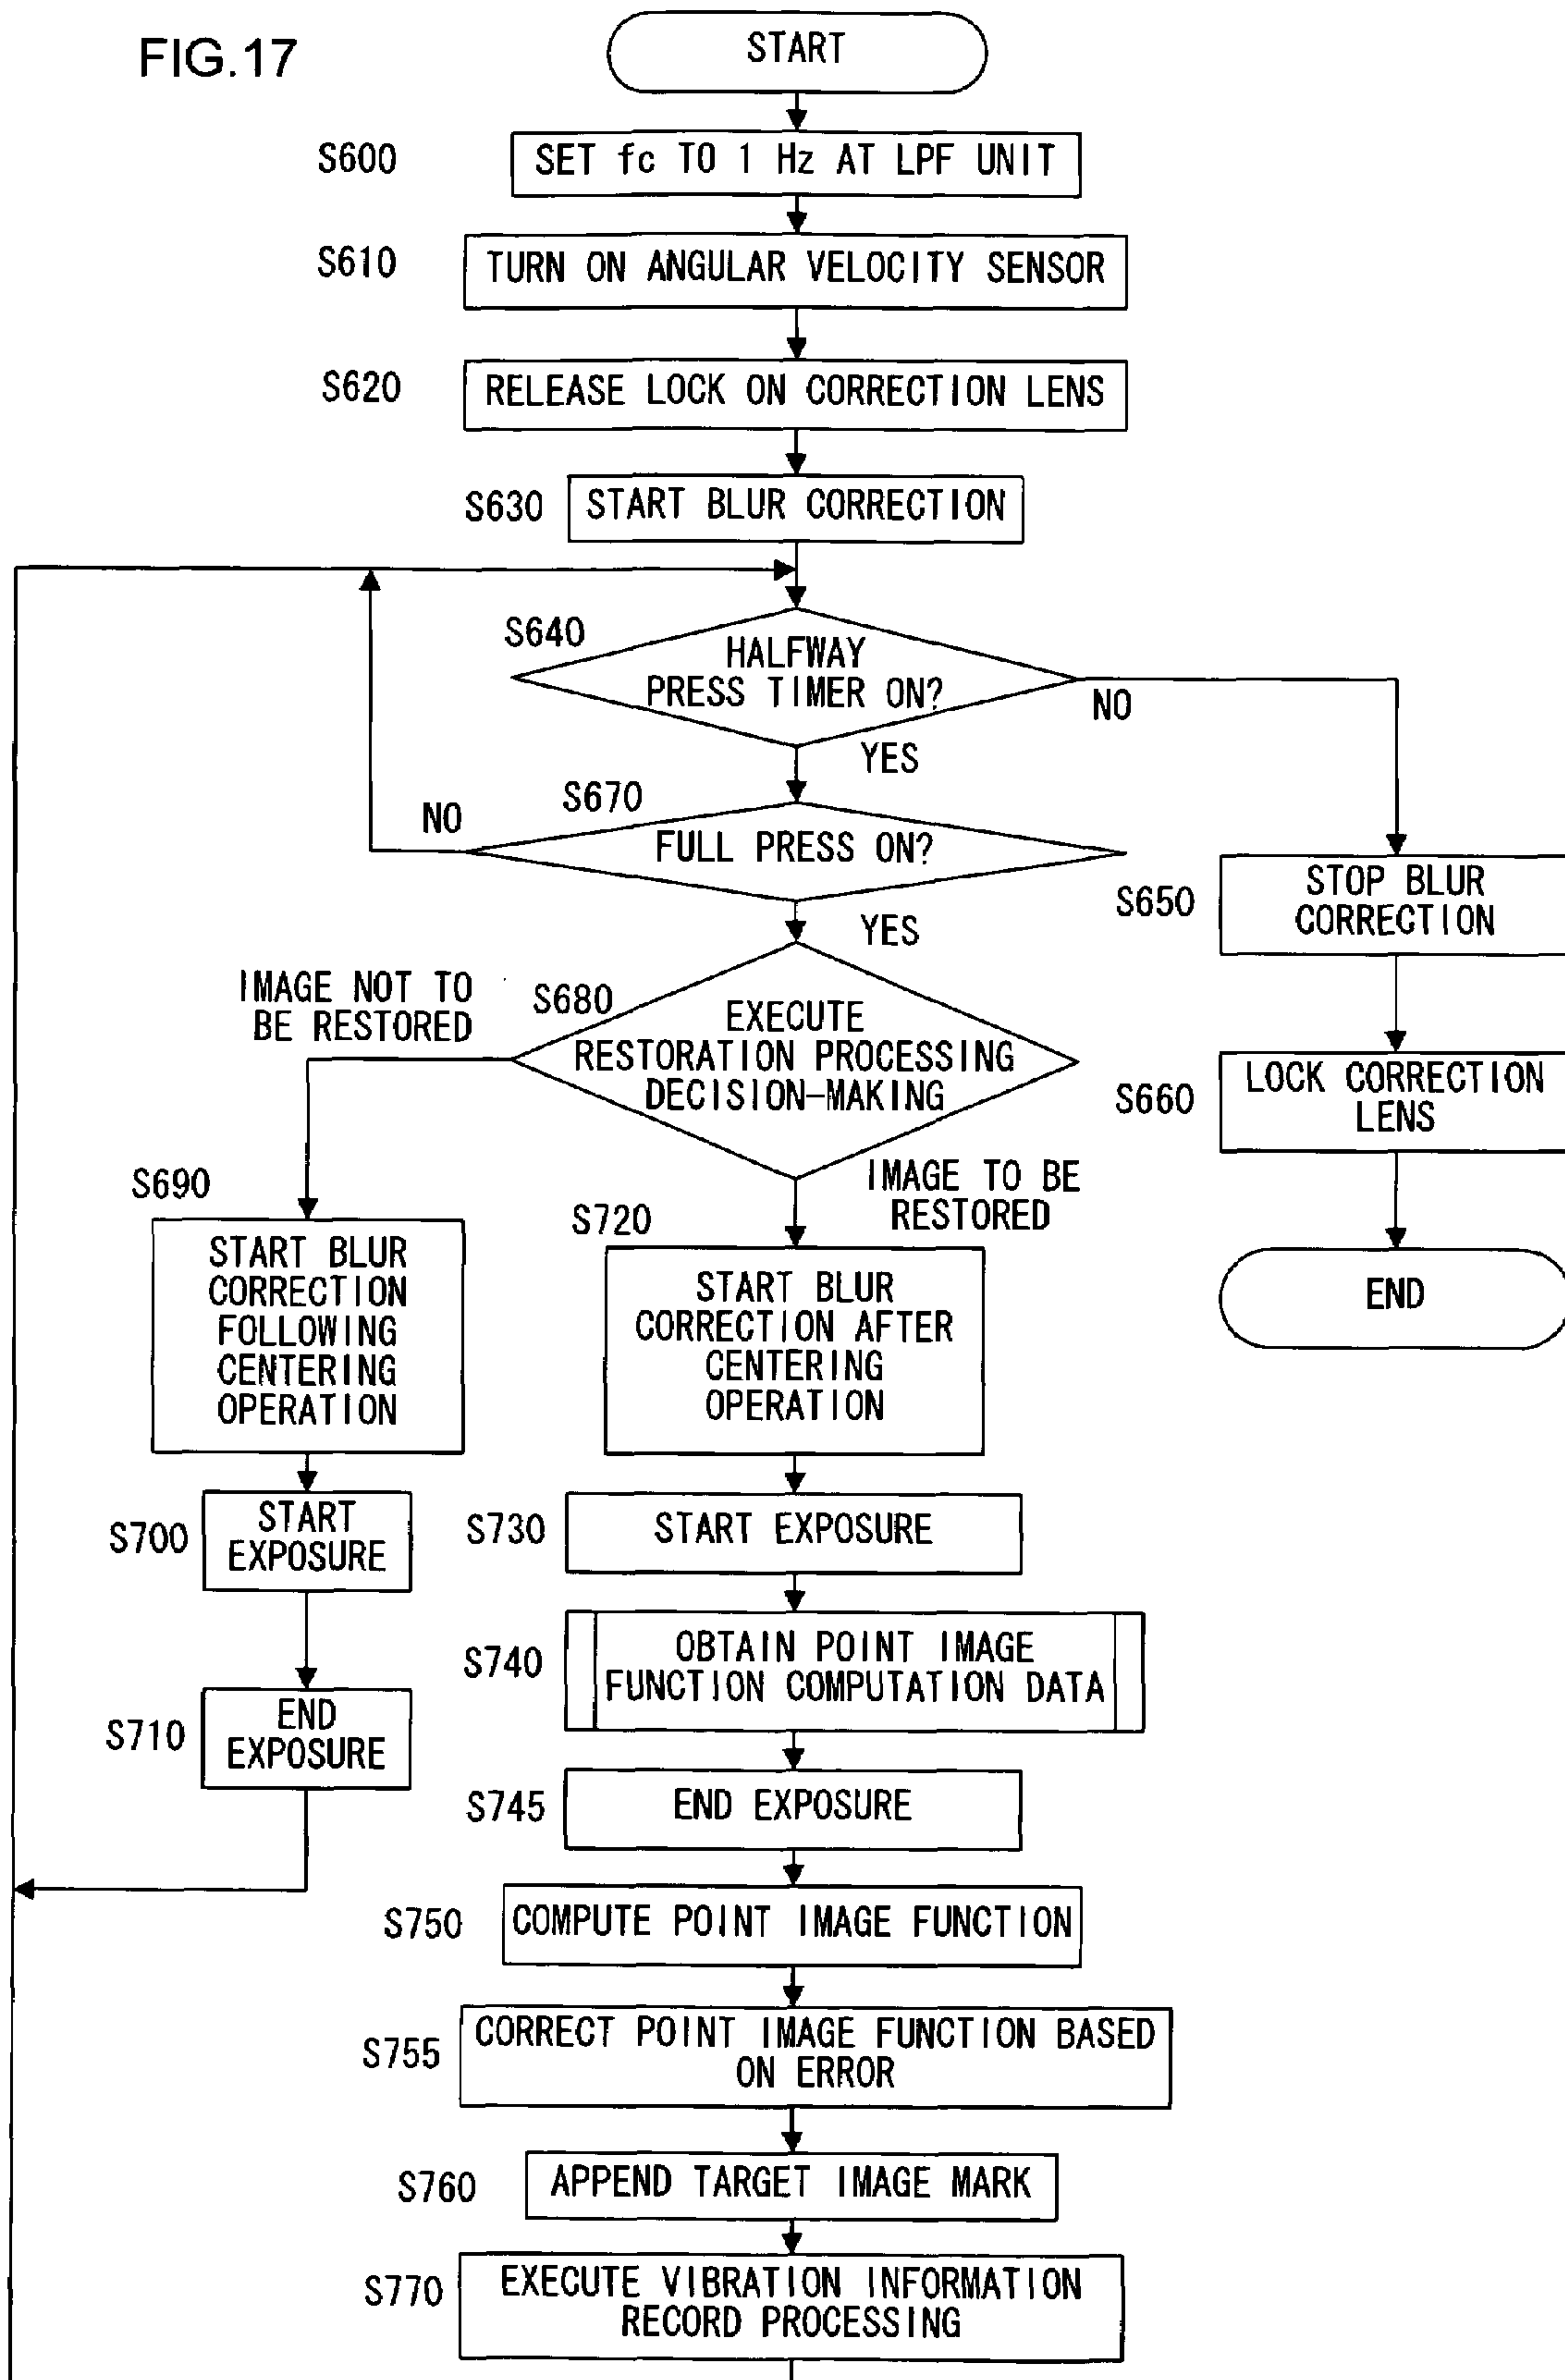 FIG.17
START
S600
SET fc TO 1 Hz AT LPF UNIT
S610
TURN ON ANGULAR VELOCITY SENSOR
S620
RELEASE LOCK ON CORRECTION LENS
S630
START BLUR CORRECTION
S640
HALFWAY
PRESS TIMER ON?
NO
YES
S670
NO
FULL PRESS ON?
YES
S650
STOP BLUR
CORRECTION
IMAGE NOT TO
BE RESTORED
S680
EXECUTE
RESTORATION PROCESSING
DECISION-MAKING
S660
LOCK CORRECTION
LENS
IMAGE TO BE
RESTORED
END
S690
START BLUR
CORRECTION
FOLLOWING
CENTERING
OPERATION
S720
START BLUR
CORRECTION AFTER
CENTERING
OPERATION
S700
START
EXPOSURE
S730
START EXPOSURE
S740
OBTAIN POINT IMAGE
FUNCTION COMPUTATION DATA
S710
END
EXPOSURE
S745
END EXPOSURE
S750
COMPUTE POINT IMAGE FUNCTION
S755
CORRECT POINT IMAGE FUNCTION BASED
ON ERROR
S760
APPEND TARGET IMAGE MARK
S770
EXECUTE VIBRATION INFORMATION
RECORD PROCESSING